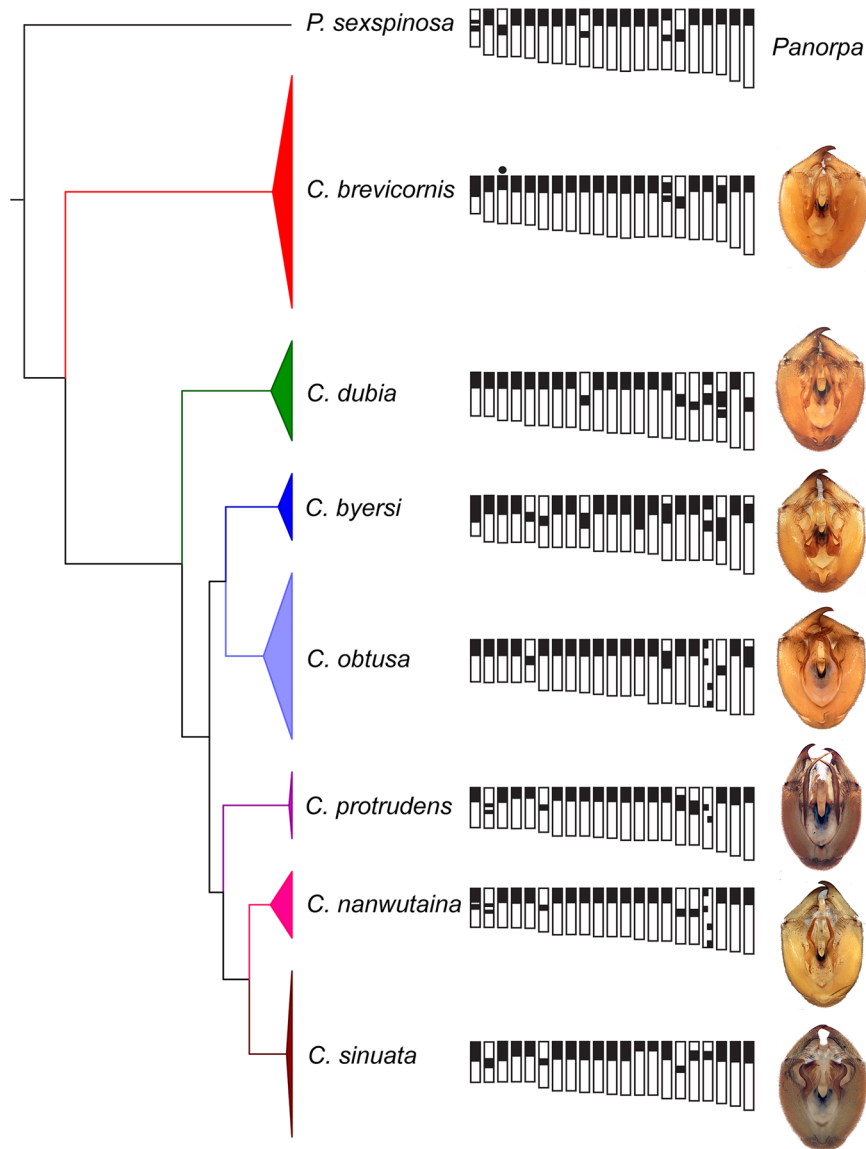 P. sexspinosa
Panorpa
C. brevicornis
C. dubia
C. byersi
C. obtusa
C. protrudens
C. nanwutaina
C. sinuata